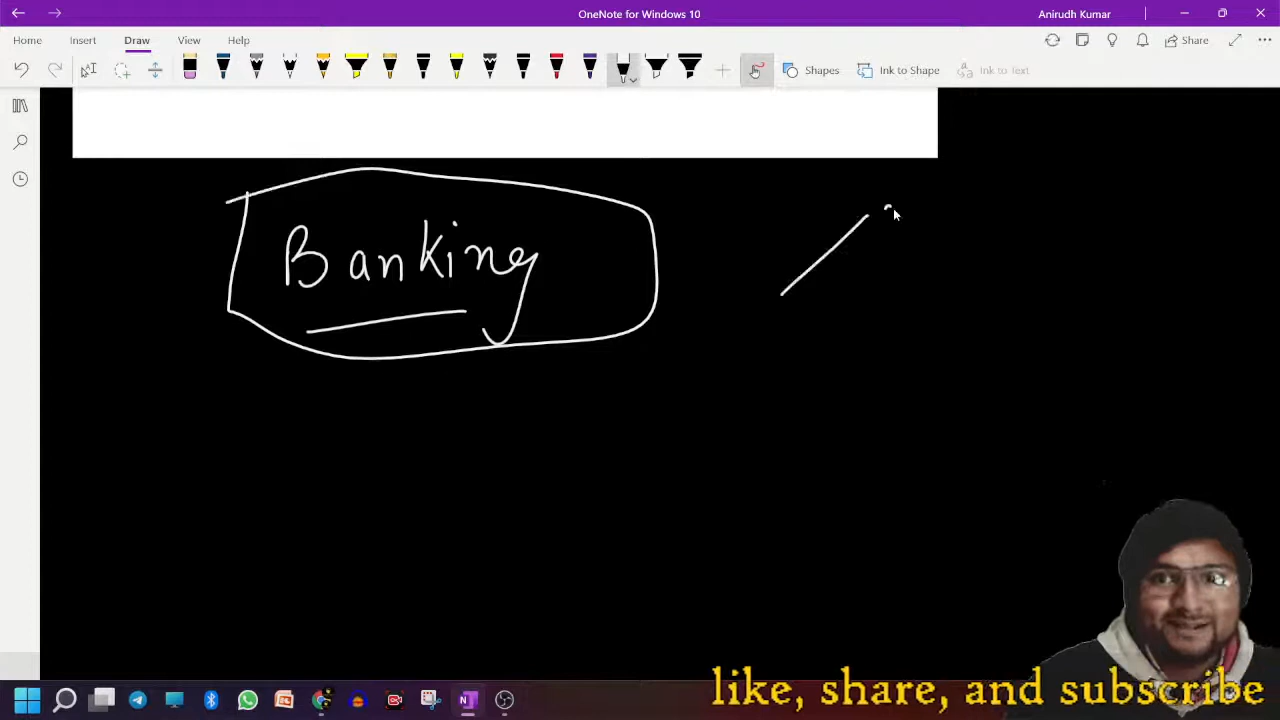 OneNote for Windows 10
Anirudh Kumar
Home Insert Draw View Help
Share
Shapes Ink to Shape Ink to Text
Banking
like, share, and subscribe